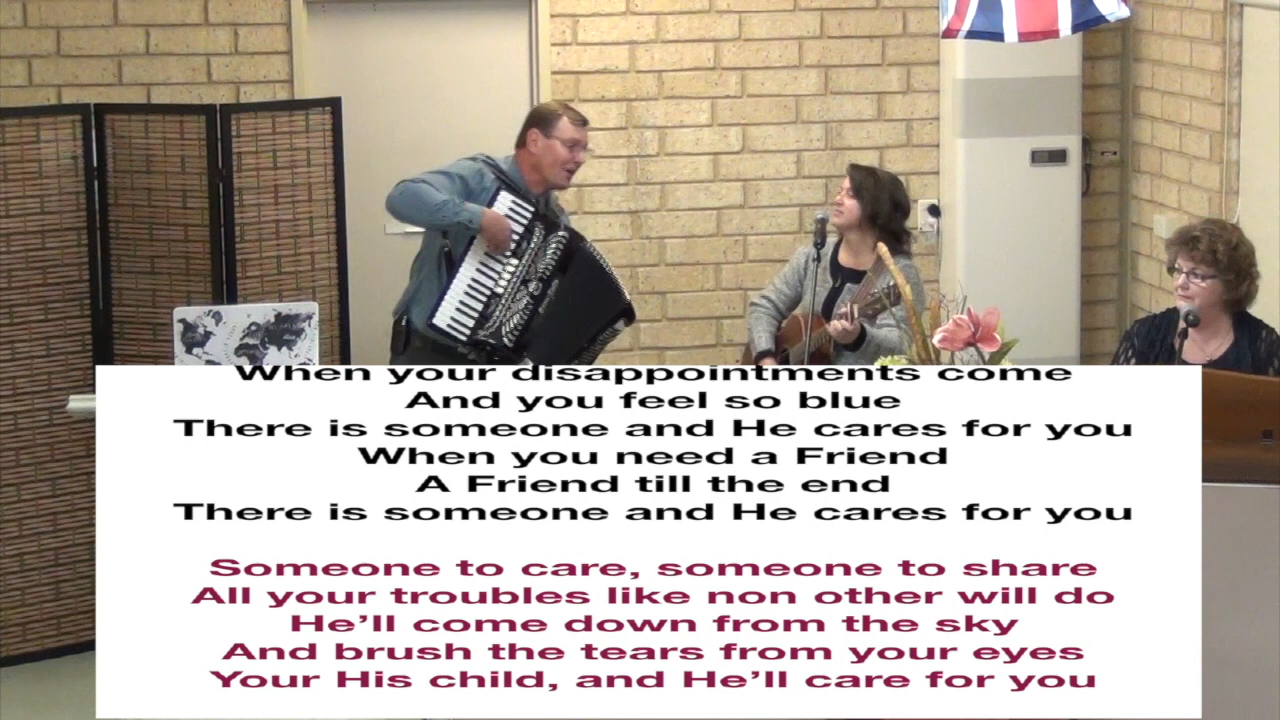 When your disappointments come
And you feel so blue
There is someone and He cares for you
When you need a Friend
A Friend till the end
There is someone and He cares for you
Someone to care, someone to share
All your troubles like non other will do
He’ll come down from the sky
And brush the tears from your eyes
Your His child, and He’ll care for you